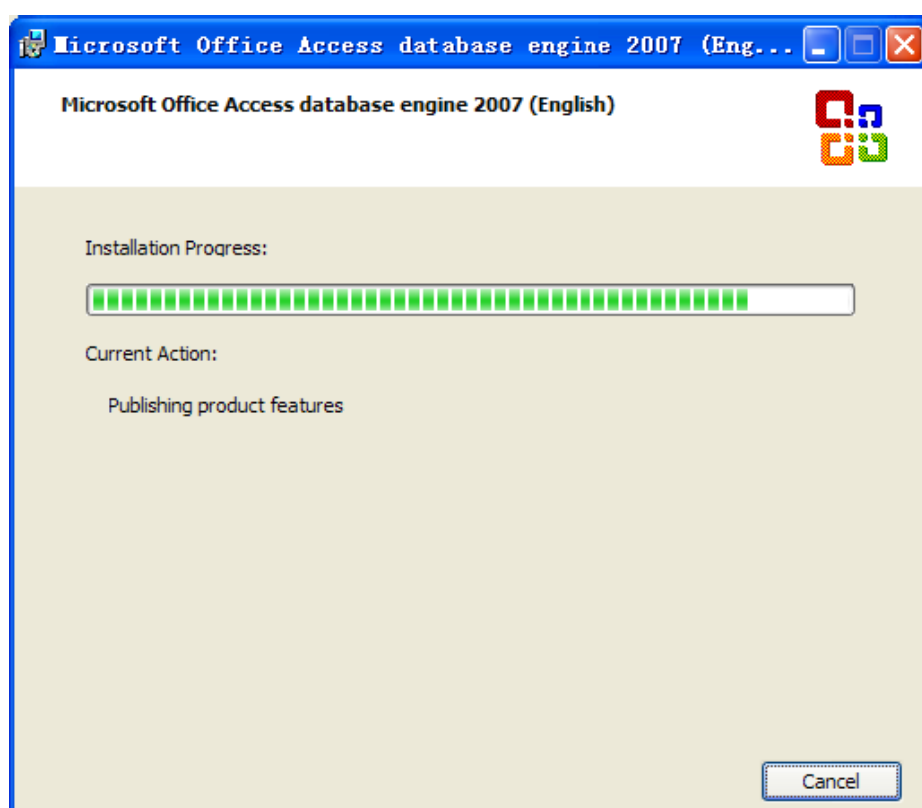 Microsoft Office Access database engine 2007 (Eng...
Microsoft Office Access database engine 2007 (English)
Installation Progress:
Current Action:
Publishing product features
Cancel